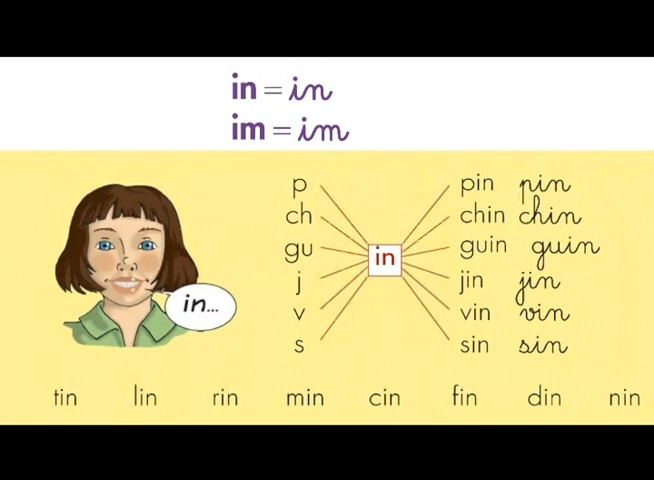 in = in
im = im
p pin pin
ch chin chin
gu in guin guin
j jin jin
in...
v vin vin
s sin sin
tin lin rin min cin fin din nin